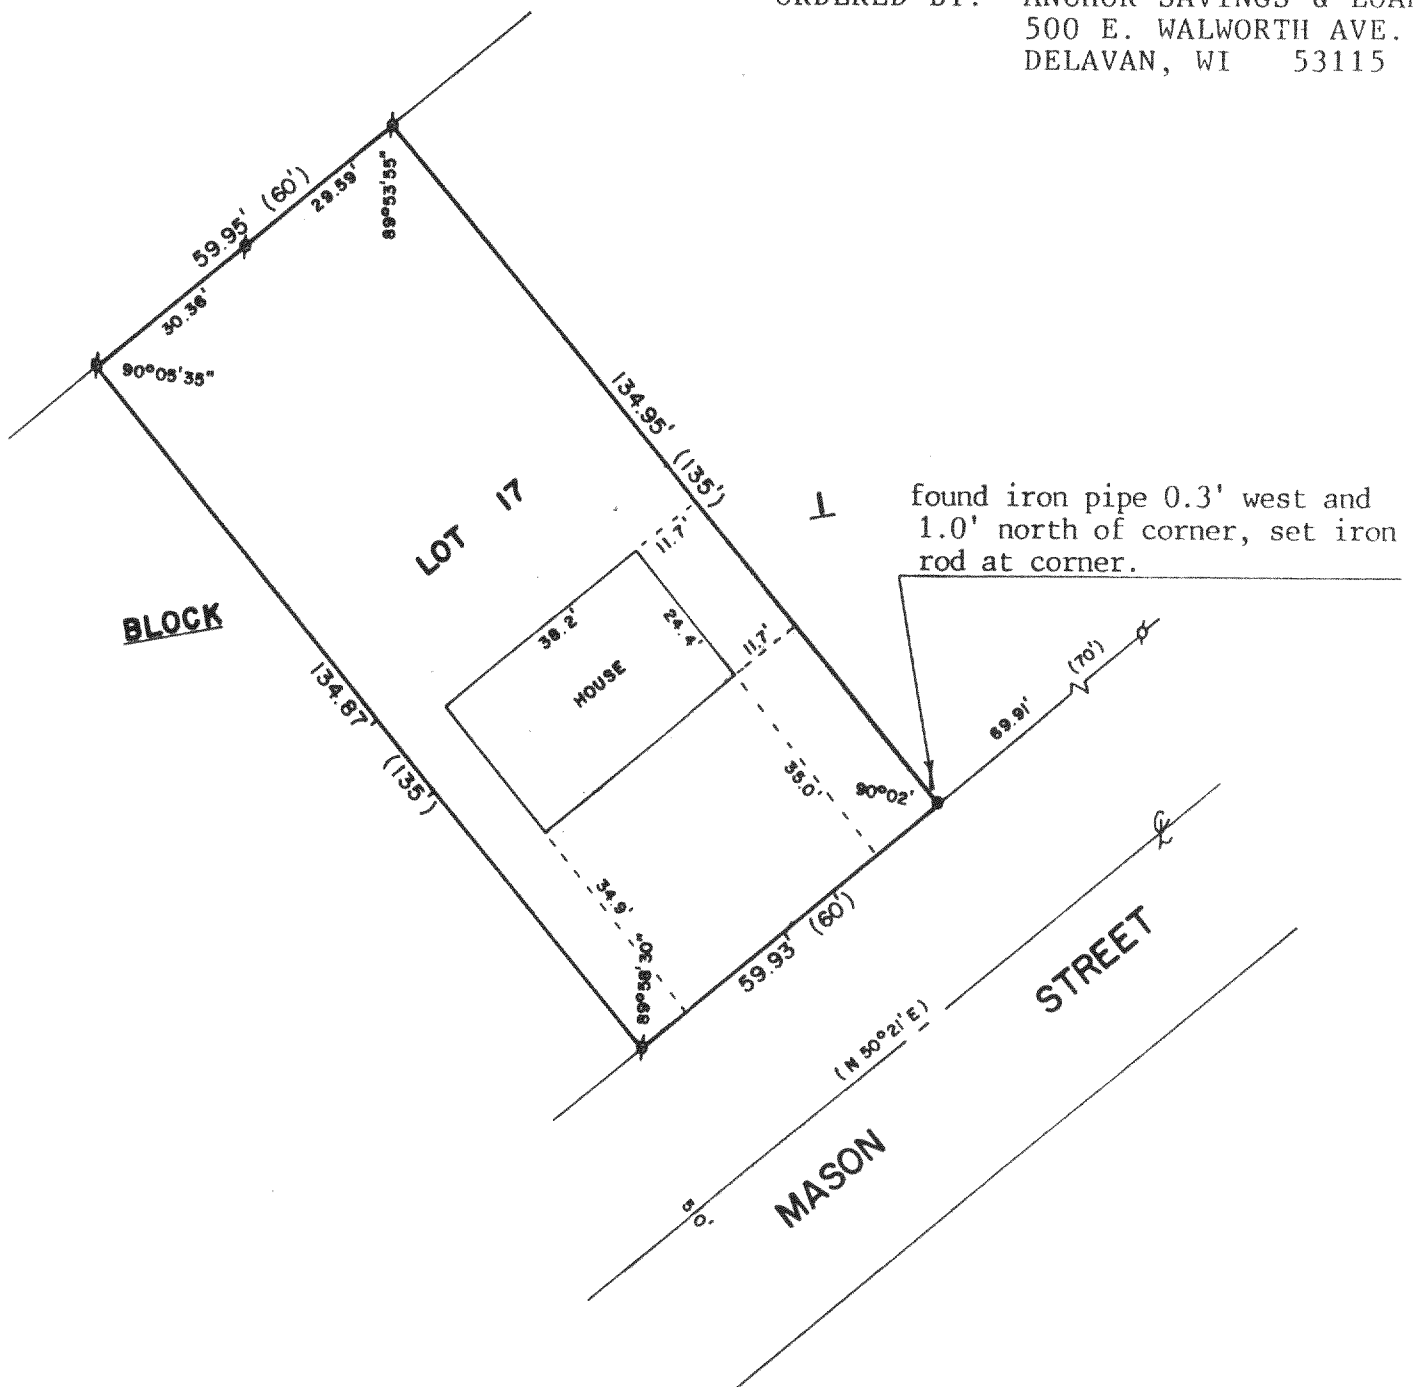 ORDERED BY: ANCHOR SAVINGS & LOAN
500 E. WALWORTH AVE.
DELAVAN, WI 53115
59.95' (60')
29.59'
89°53'55"
30.36'
90°05'35"
134.95' (135')
LOT 17
BLOCK
1
found iron pipe 0.3' west and
1.0' north of corner, set iron
rod at corner.
11.7'
38.2'
24.4'
HOUSE
11.7'
134.87' (135')
(70')
69.91'
35.0'
90°02'
34.9'
89°58'30"
59.93' (60')
(N 50°21' E)
MASON STREET
50'